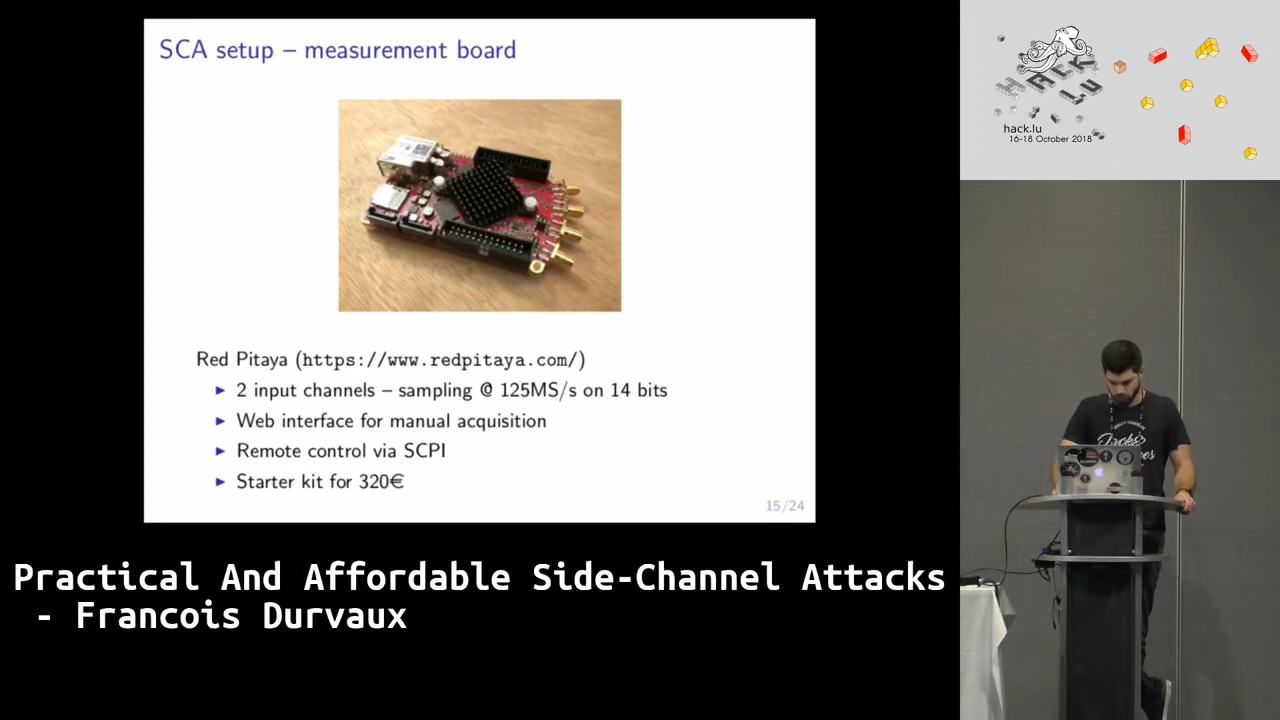 SCA setup – measurement board
Red Pitaya (https://www.redpitaya.com/)
▶ 2 input channels – sampling @ 125MS/s on 14 bits
▶ Web interface for manual acquisition
▶ Remote control via SCPI
▶ Starter kit for 320€
15/24
Practical And Affordable Side-Channel Attacks
- Francois Durvaux
HACK
LU
hack.lu
16-18 October 2018